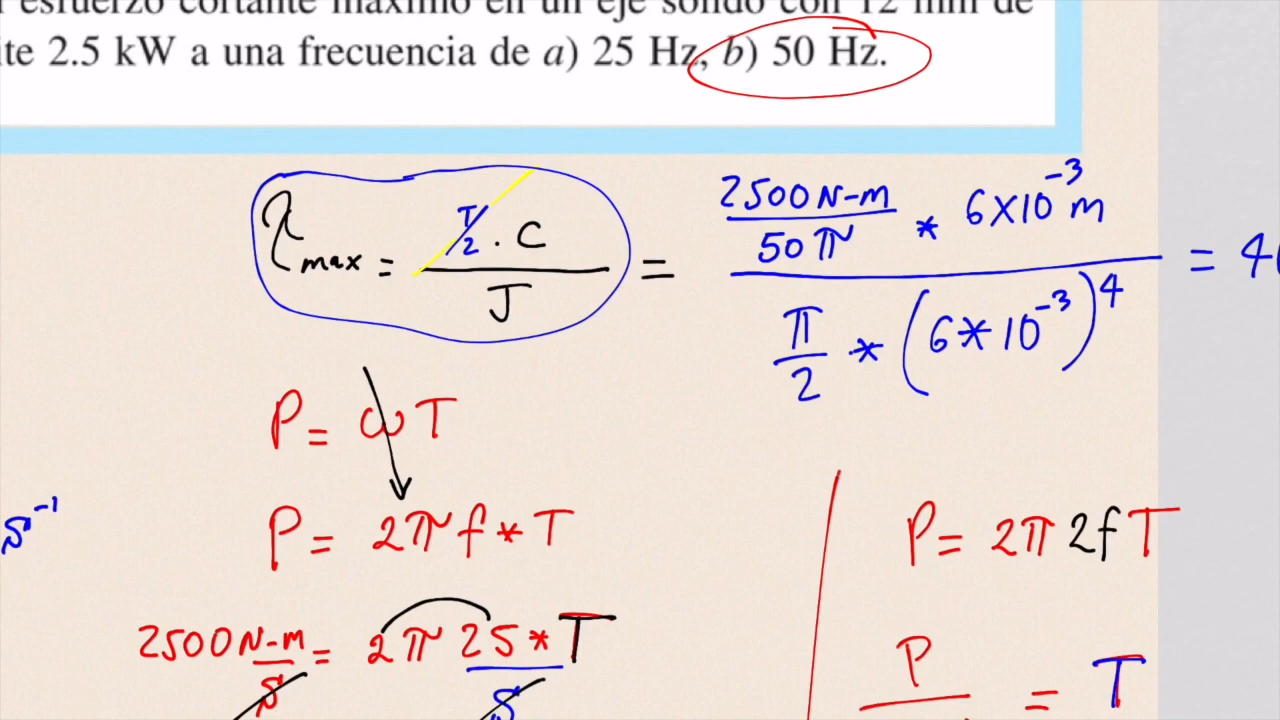 esfuerzo cortante máximo en un eje sólido con 12 mm de
ite 2.5 kW a una frecuencia de a) 25 Hz, b) 50 Hz.
τmax = T/2 · C / J = (2500 N-m / 50π * 6×10⁻³ m) / (π/2 * (6*10⁻³)⁴) = 40
P = ωT
s⁻¹
P = 2πf * T
P = 2π 2f T
2500 N-m/s = 2π 25/s * T
P = T